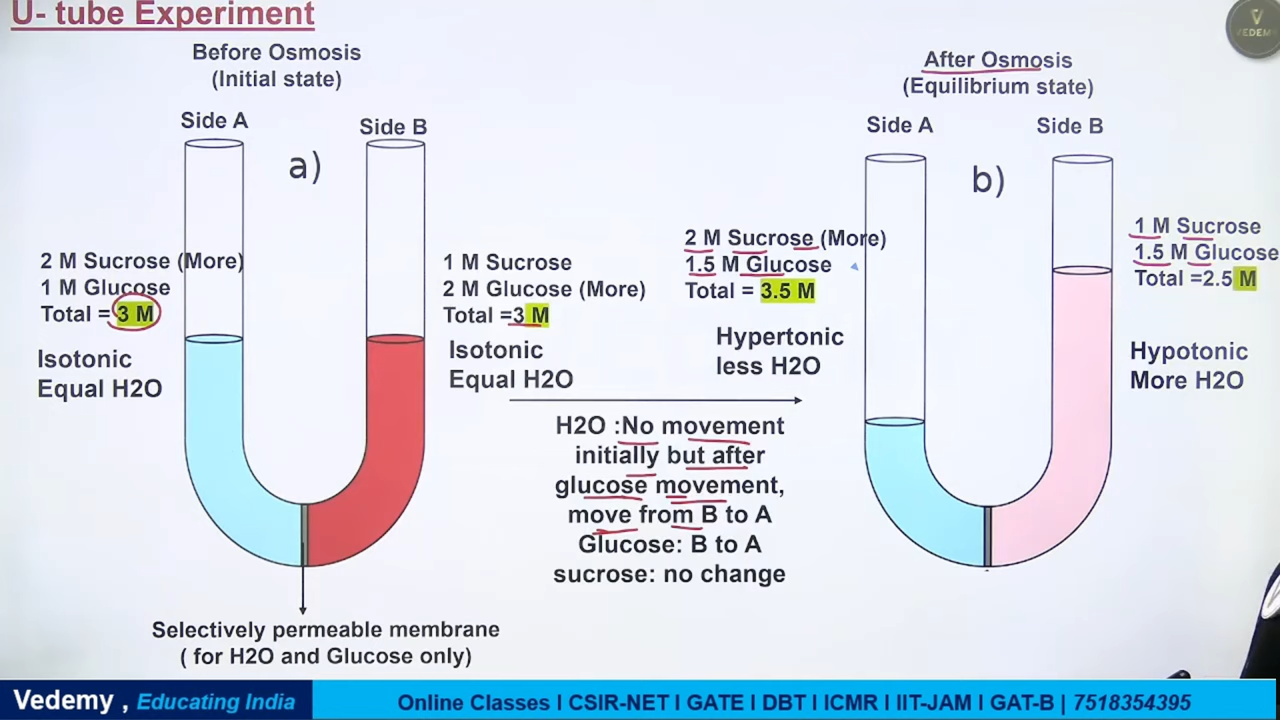 U- tube Experiment
Before Osmosis
(Initial state)
Side A
Side B
a)
2 M Sucrose (More)
1 M Glucose
Total = 3 M
Isotonic
Equal H2O
1 M Sucrose
2 M Glucose (More)
Total =3 M
Isotonic
Equal H2O
Selectively permeable membrane
( for H2O and Glucose only)
H2O :No movement
initially but after
glucose movement,
move from B to A
Glucose: B to A
sucrose: no change
After Osmosis
(Equilibrium state)
Side A
Side B
b)
2 M Sucrose (More)
1.5 M Glucose
Total = 3.5 M
Hypertonic
less H2O
1 M Sucrose
1.5 M Glucose
Total =2.5 M
Hypotonic
More H2O
VEDEMY
Vedemy , Educating India
Online Classes I CSIR-NET I GATE I DBT I ICMR I IIT-JAM I GAT-B | 7518354395